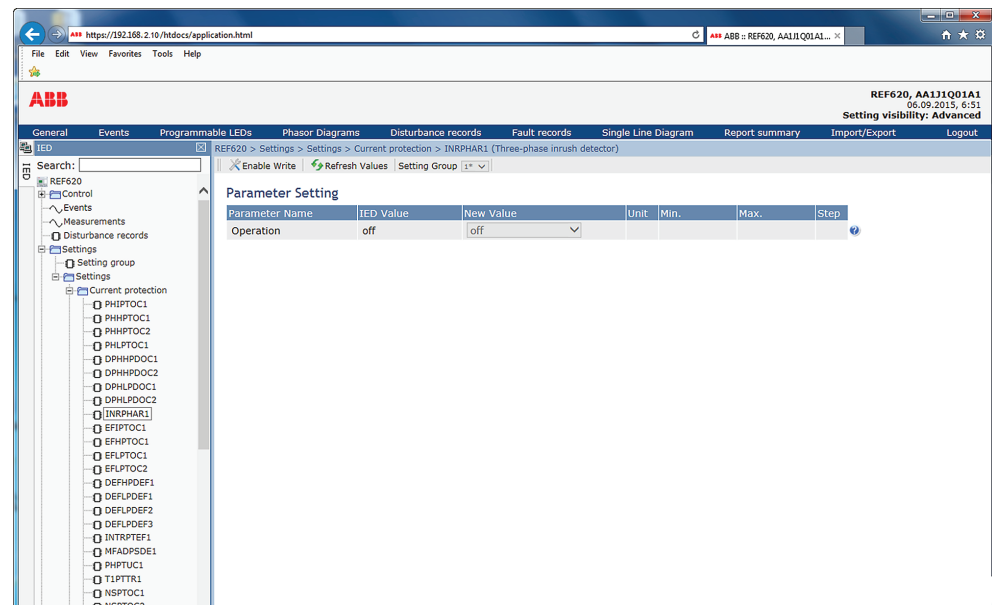 ABB https://192.168.2.10/htdocs/application.html
ABB ABB :: REF620, AA1J1Q01A1... ×
File Edit View Favorites Tools Help
ABB
REF620, AA1J1Q01A1
06.09.2015, 6:51
Setting visibility: Advanced
General Events Programmable LEDs Phasor Diagrams Disturbance records Fault records Single Line Diagram Report summary Import/Export Logout
IED
IED
Search:
REF620
Control
Events
Measurements
Disturbance records
Settings
Setting group
Settings
Current protection
PHIPTOC1
PHHPTOC1
PHHPTOC2
PHLPTOC1
DPHHPDOC1
DPHHPDOC2
DPHLPDOC1
DPHLPDOC2
INRPHAR1
EFIPTOC1
EFHPTOC1
EFLPTOC1
EFLPTOC2
DEFHPDEF1
DEFLPDEF1
DEFLPDEF2
DEFLPDEF3
INTRPTEF1
MFADPSDE1
PHPTUC1
T1PTTR1
NSPTOC1
NSPTOC2
REF620 > Settings > Settings > Current protection > INRPHAR1 (Three-phase inrush detector)
Enable Write Refresh Values Setting Group 1*
Parameter Setting
Parameter Name IED Value New Value Unit Min. Max. Step
Operation off off ?